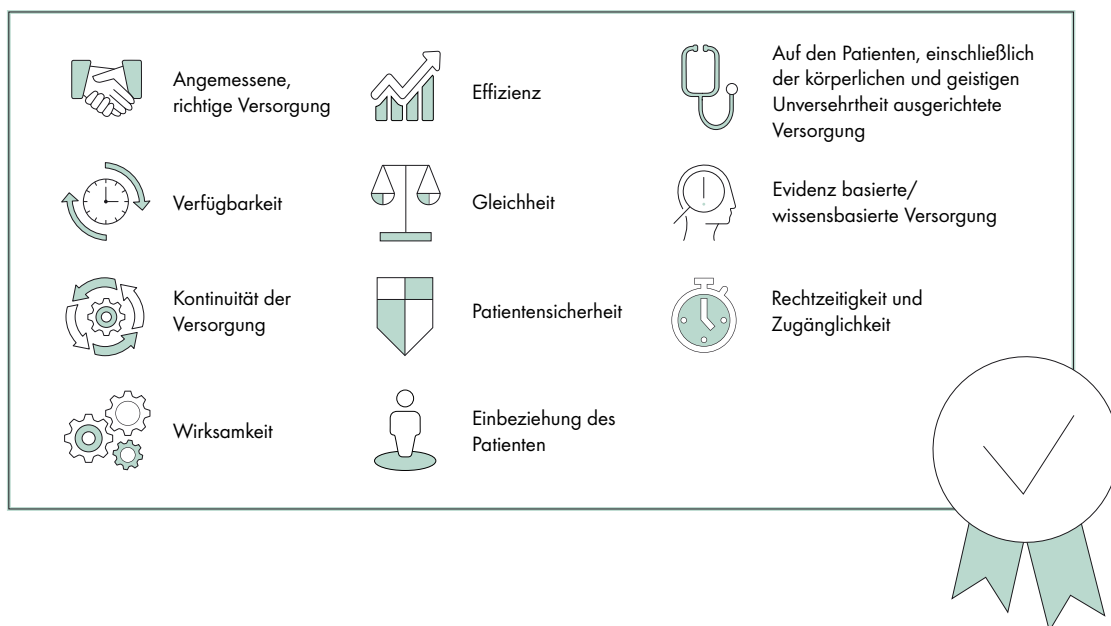 Angemessene,
richtige Versorgung
Verfügbarkeit
Kontinuität der
Versorgung
Wirksamkeit
Effizienz
Gleichheit
Patientensicherheit
Einbeziehung des
Patienten
Auf den Patienten, einschließlich
der körperlichen und geistigen
Unversehrtheit ausgerichtete
Versorgung
Evidenz basierte/
wissensbasierte Versorgung
Rechtzeitigkeit und
Zugänglichkeit